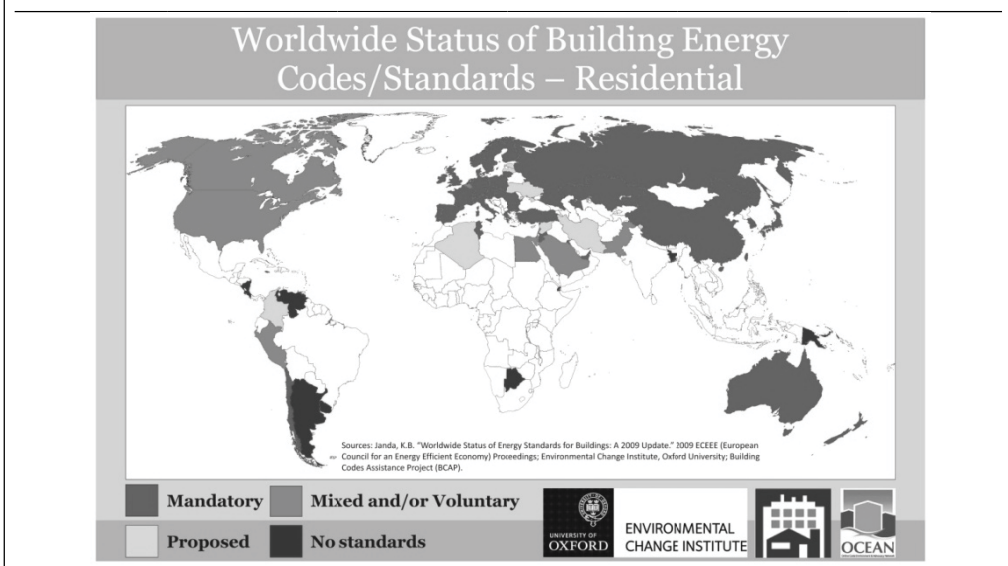 Worldwide Status of Building Energy
Codes/Standards – Residential
Sources: Janda, K.B. "Worldwide Status of Energy Standards for Buildings: A 2009 Update." 2009 ECEEE (European
Council for an Energy Efficient Economy) Proceedings; Environmental Change Institute, Oxford University; Building
Codes Assistance Project (BCAP).
Mandatory
Mixed and/or Voluntary
Proposed
No standards
UNIVERSITY OF
OXFORD
ENVIRONMENTAL
CHANGE INSTITUTE
OCEAN